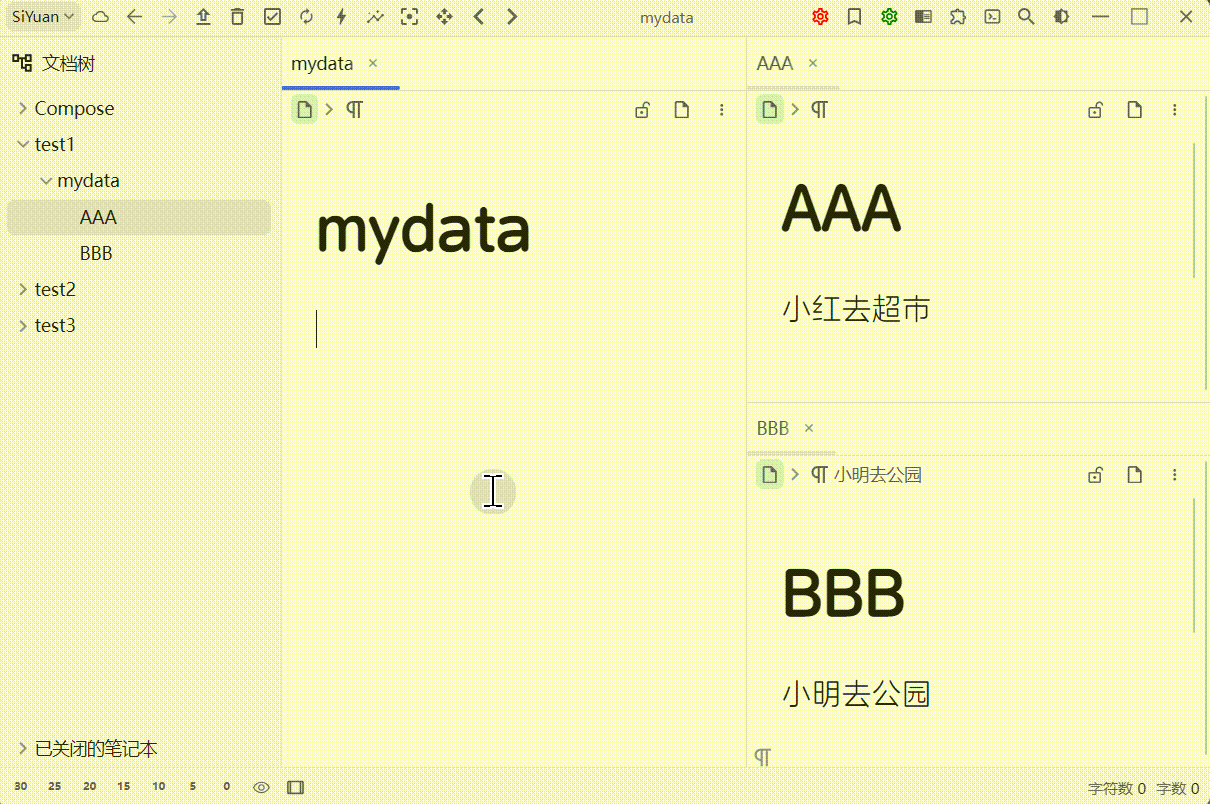 SiYuan
mydata
文档树
Compose
test1
mydata
AAA
BBB
test2
test3
已关闭的笔记本
mydata
mydata
AAA
AAA
小红去超市
BBB
小明去公园
BBB
小明去公园
30 25 20 15 10 5 0
字符数 0 字数 0